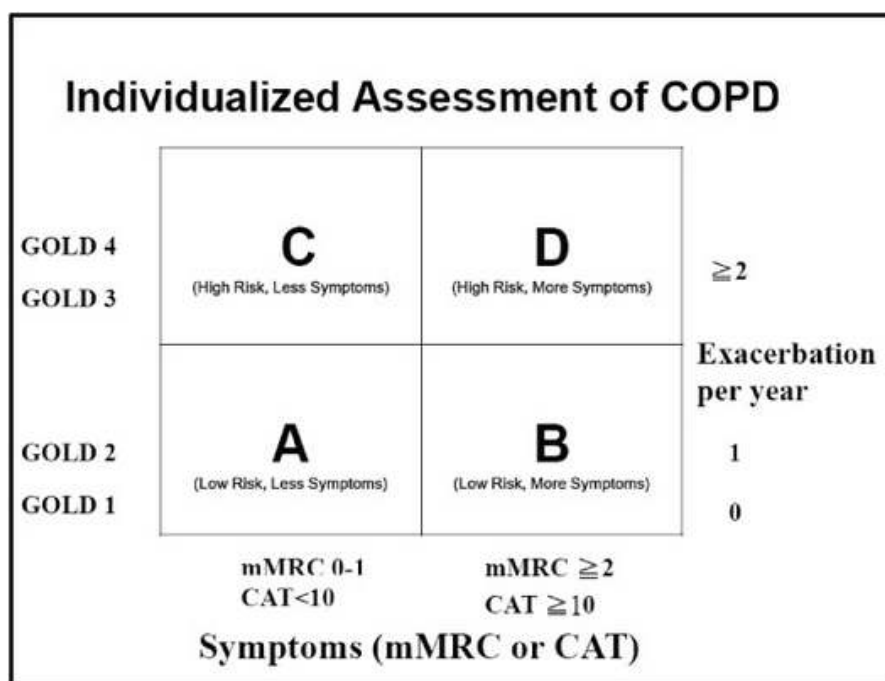 Individualized Assessment of COPD
GOLD 4
GOLD 3
C
(High Risk, Less Symptoms)
D
(High Risk, More Symptoms)
≧2
Exacerbation
per year
GOLD 2
GOLD 1
A
(Low Risk, Less Symptoms)
B
(Low Risk, More Symptoms)
1
0
mMRC 0-1
CAT<10
mMRC ≧2
CAT ≧10
Symptoms (mMRC or CAT)